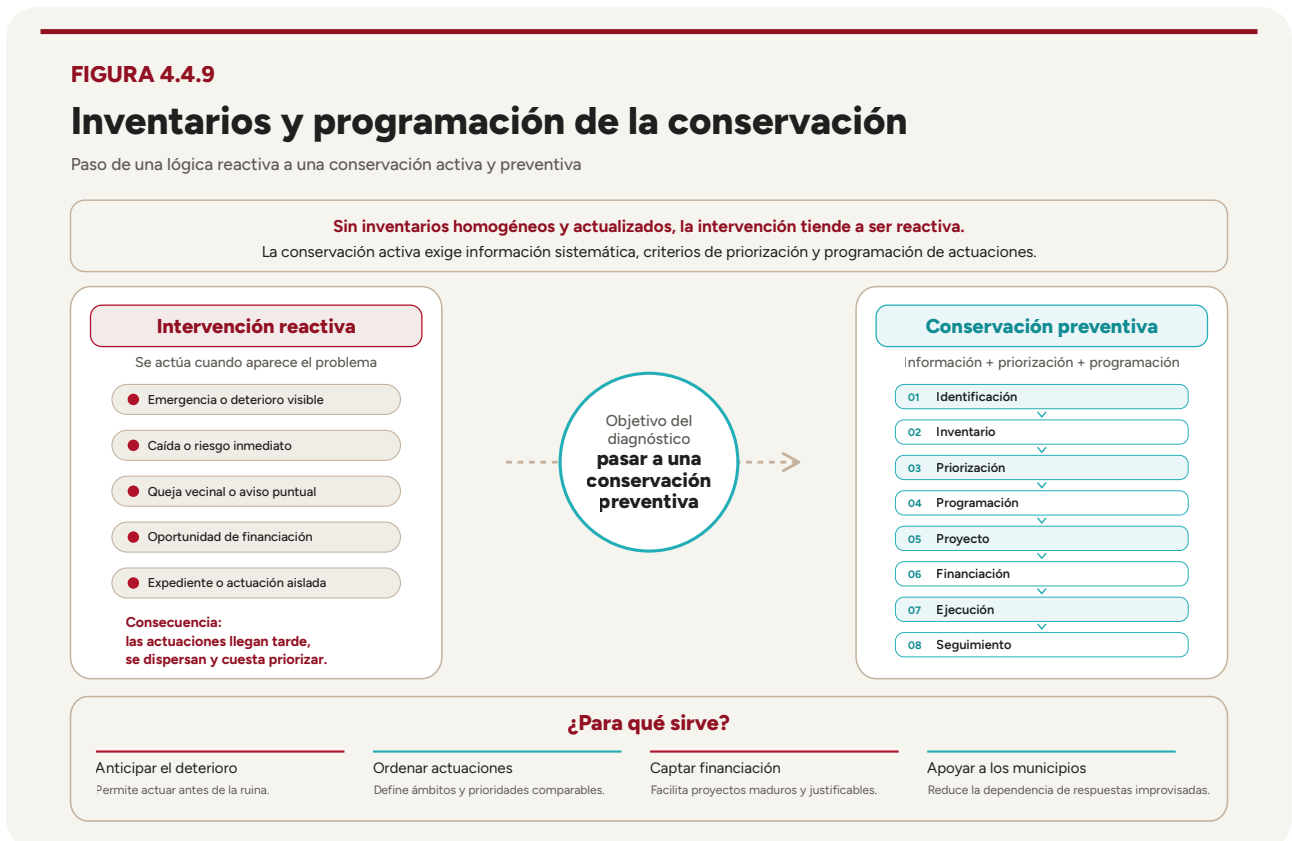 FIGURA 4.4.9
Inventarios y programación de la conservación
Paso de una lógica reactiva a una conservación activa y preventiva
Sin inventarios homogéneos y actualizados, la intervención tiende a ser reactiva.
La conservación activa exige información sistemática, criterios de priorización y programación de actuaciones.
Intervención reactiva
Se actúa cuando aparece el problema
Emergencia o deterioro visible
Caída o riesgo inmediato
Queja vecinal o aviso puntual
Oportunidad de financiación
Expediente o actuación aislada
Consecuencia:
las actuaciones llegan tarde,
se dispersan y cuesta priorizar.
Objetivo del
diagnóstico
pasar a una
conservación
preventiva
Conservación preventiva
Información + priorización + programación
01 Identificación
02 Inventario
03 Priorización
04 Programación
05 Proyecto
06 Financiación
07 Ejecución
08 Seguimiento
¿Para qué sirve?
Anticipar el deterioro
Permite actuar antes de la ruina.
Ordenar actuaciones
Define ámbitos y prioridades comparables.
Captar financiación
Facilita proyectos maduros y justificables.
Apoyar a los municipios
Reduce la dependencia de respuestas improvisadas.